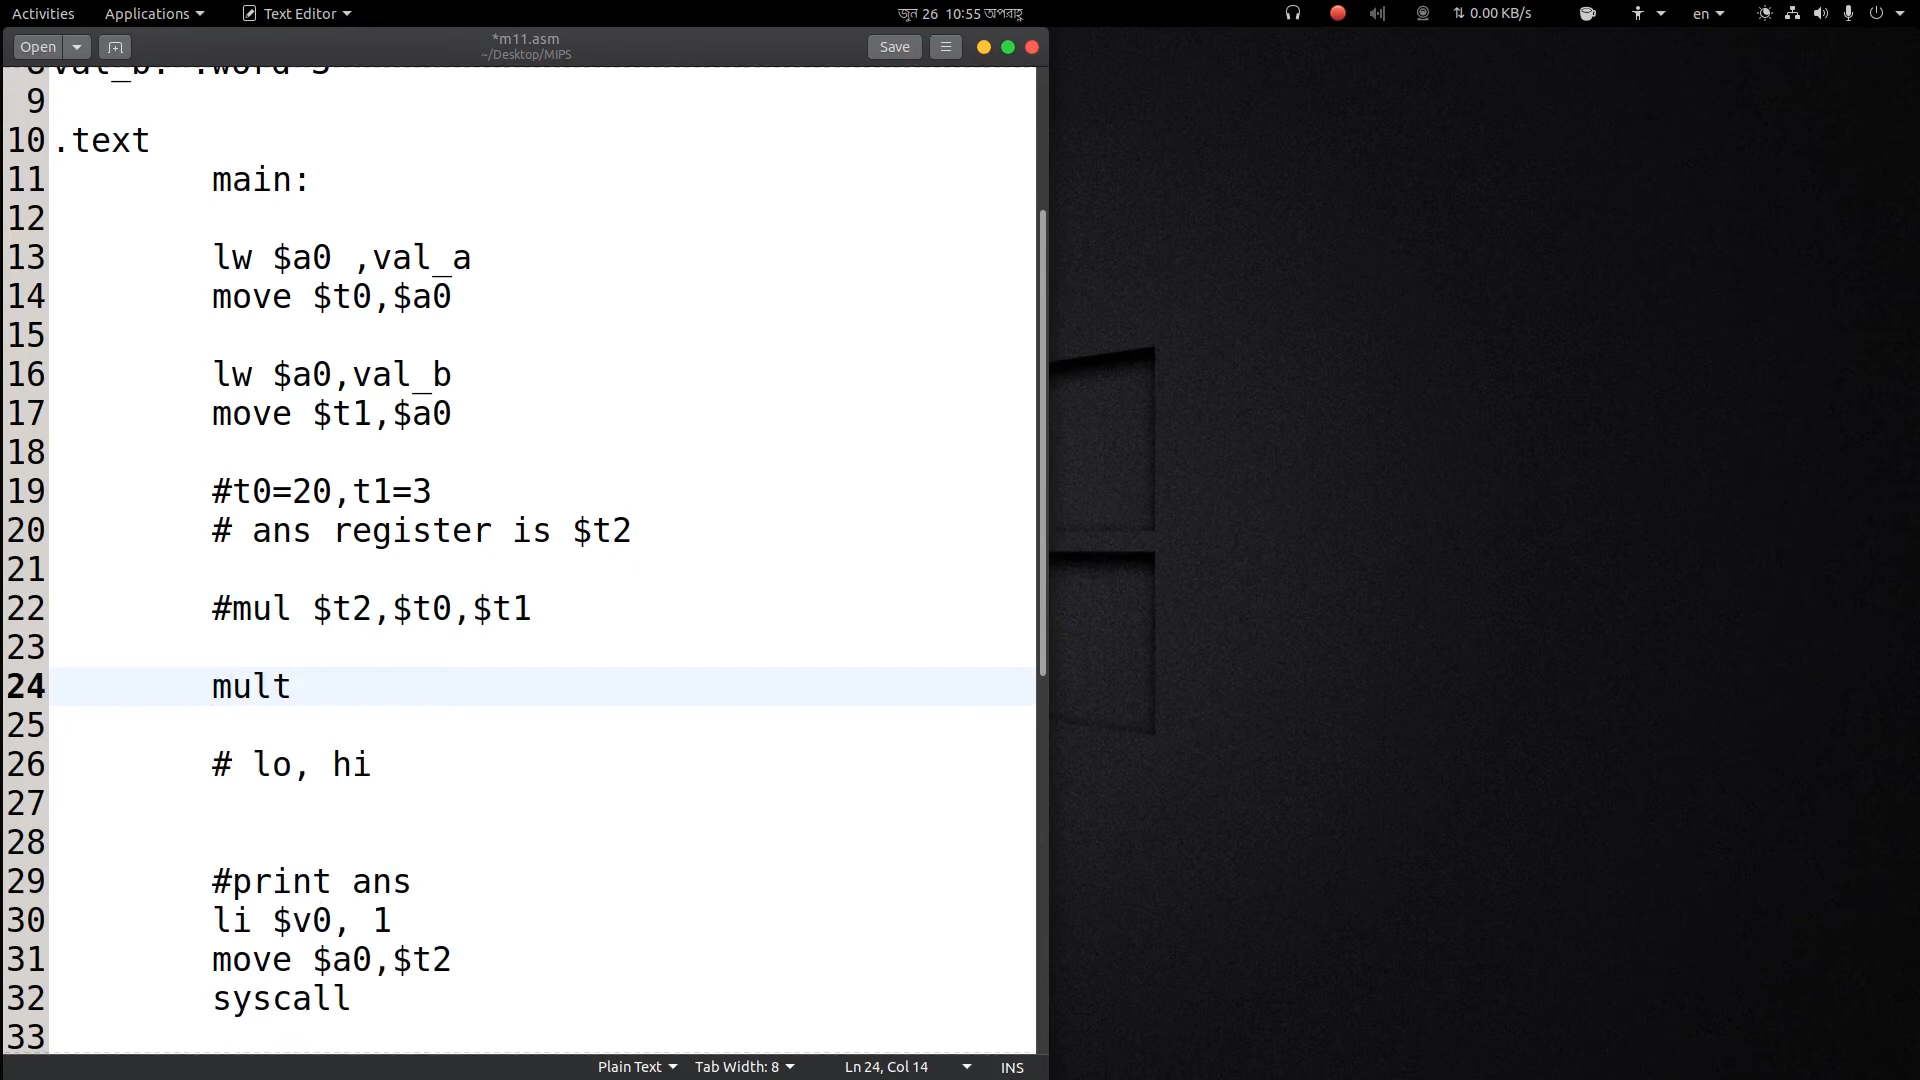 Activities Applications Text Editor জুন 26 10:55 অপরাহ্ণ 0.00 KB/s en
Open *m11.asm Save
~/Desktop/MIPS
8 val_b: .word 3
9
10 .text
11 main:
12
13 lw $a0 ,val_a
14 move $t0,$a0
15
16 lw $a0,val_b
17 move $t1,$a0
18
19 #t0=20,t1=3
20 # ans register is $t2
21
22 #mul $t2,$t0,$t1
23
24 mult
25
26 # lo, hi
27
28
29 #print ans
30 li $v0, 1
31 move $a0,$t2
32 syscall
33
Plain Text Tab Width: 8 Ln 24, Col 14 INS